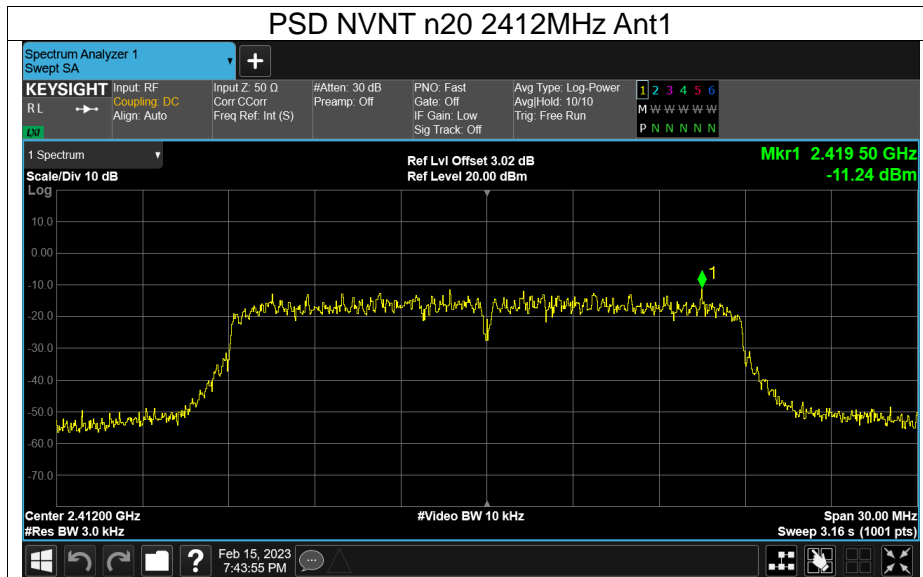 PSD NVNT n20 2412MHz Ant1
Spectrum Analyzer 1
Swept SA
KEYSIGHT
RL
LXI
Input: RF
Coupling: DC
Align: Auto
Input Z: 50 Ω
Corr CCorr
Freq Ref: Int (S)
#Atten: 30 dB
Preamp: Off
PNO: Fast
Gate: Off
IF Gain: Low
Sig Track: Off
Avg Type: Log-Power
Avg|Hold: 10/10
Trig: Free Run
1 2 3 4 5 6
M W W W W W
P N N N N N
1 Spectrum
Scale/Div 10 dB
Ref Lvl Offset 3.02 dB
Ref Level 20.00 dBm
Mkr1 2.419 50 GHz
-11.24 dBm
Log
10.0
0.00
-10.0
-20.0
-30.0
-40.0
-50.0
-60.0
-70.0
1
Center 2.41200 GHz
#Res BW 3.0 kHz
#Video BW 10 kHz
Span 30.00 MHz
Sweep 3.16 s (1001 pts)
?
Feb 15, 2023
7:43:55 PM